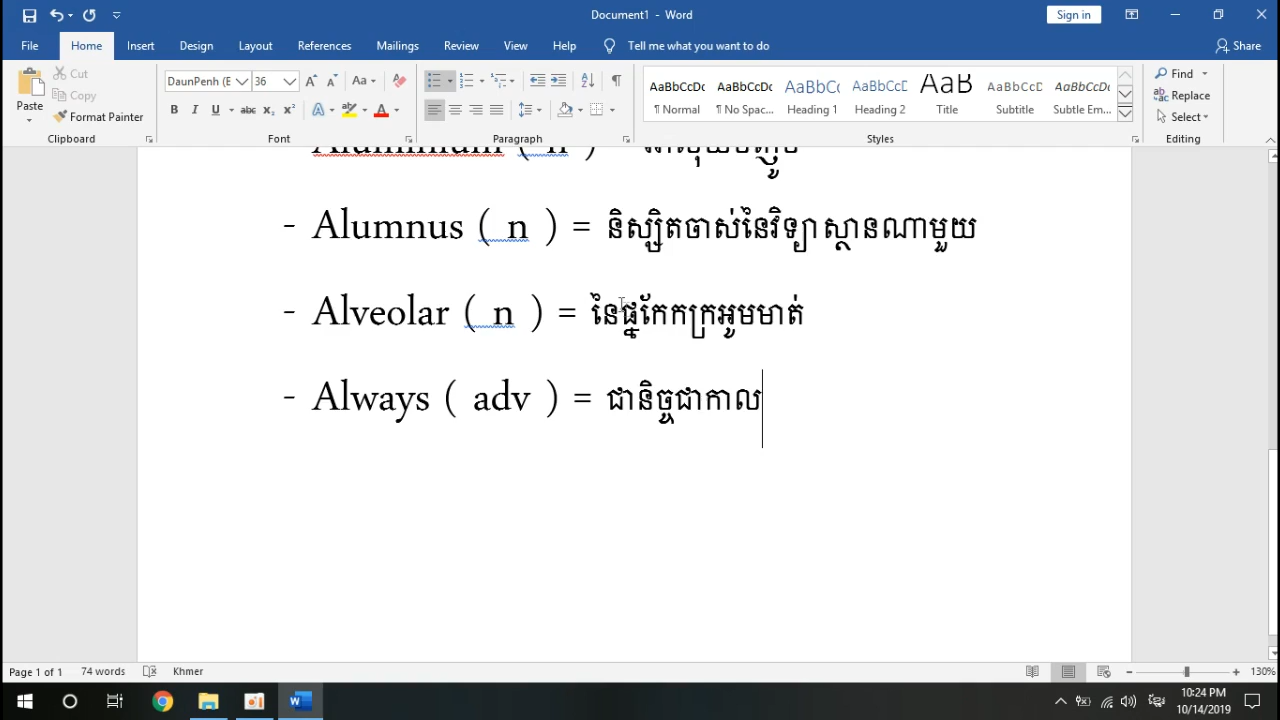 Document1 - Word
Sign in
File Home Insert Design Layout References Mailings Review View Help Tell me what you want to do Share
Paste
Cut
Copy
Format Painter
Clipboard
DaunPenh (E 36
Aa
B I U abc x₂ x² A
Font
Paragraph
AaBbCcDc AaBbCcDc AaBbCc AaBbCcD AaB AaBbCcD AaBbCcDc
¶ Normal ¶ No Spac... Heading 1 Heading 2 Title Subtitle Subtle Em...
Styles
Find
Replace
Select
Editing
- Alumnus ( n ) = និស្សិតចាស់នៃវិទ្យាស្ថានណាមួយ
- Alveolar ( n ) = នៃផ្នែកក្រអូមមាត់
- Always ( adv ) = ជានិច្ចជាកាល
Page 1 of 1 74 words Khmer 130%
10:24 PM
10/14/2019